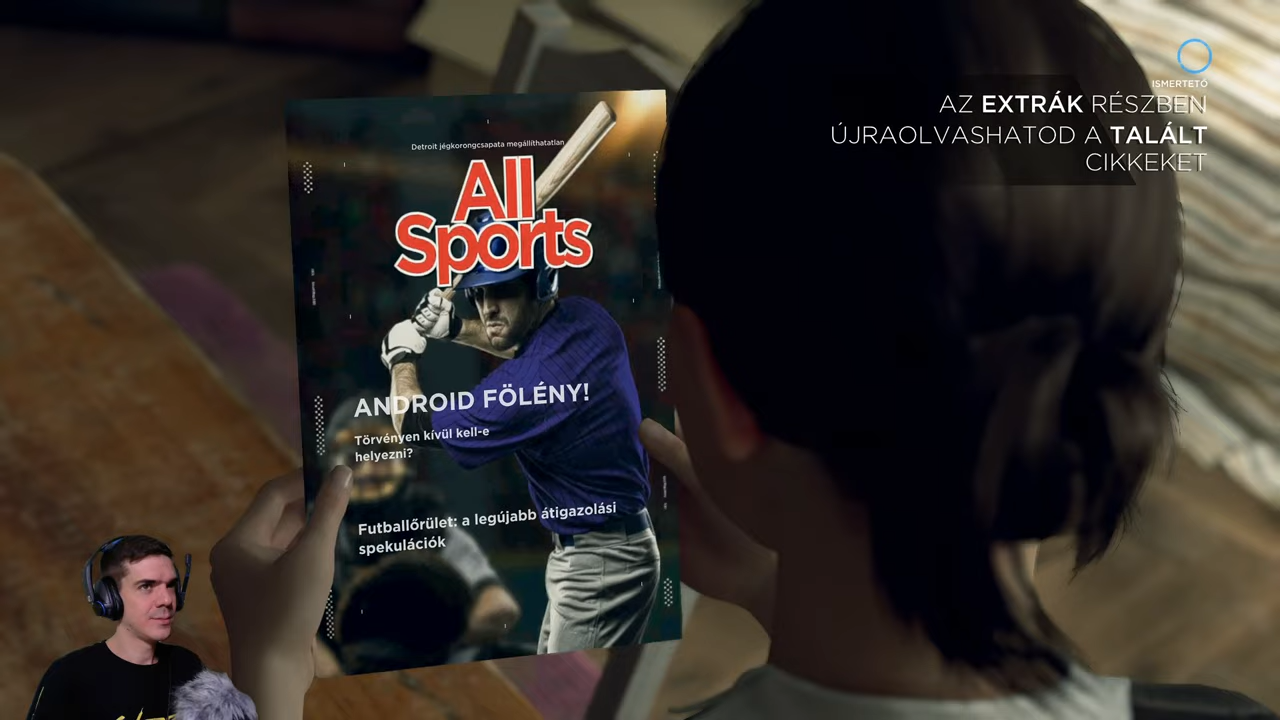 ISMERTETŐ
AZ EXTRÁK RÉSZBEN
ÚJRAOLVASHATOD A TALÁLT
CIKKEKET
Detroit jégkorongcsapata megállíthatatlan
All
Sports
ANDROID FÖLÉNY!
Törvényen kívül kell-e
helyezni?
Futballőrület: a legújabb átigazolási
spekulációk